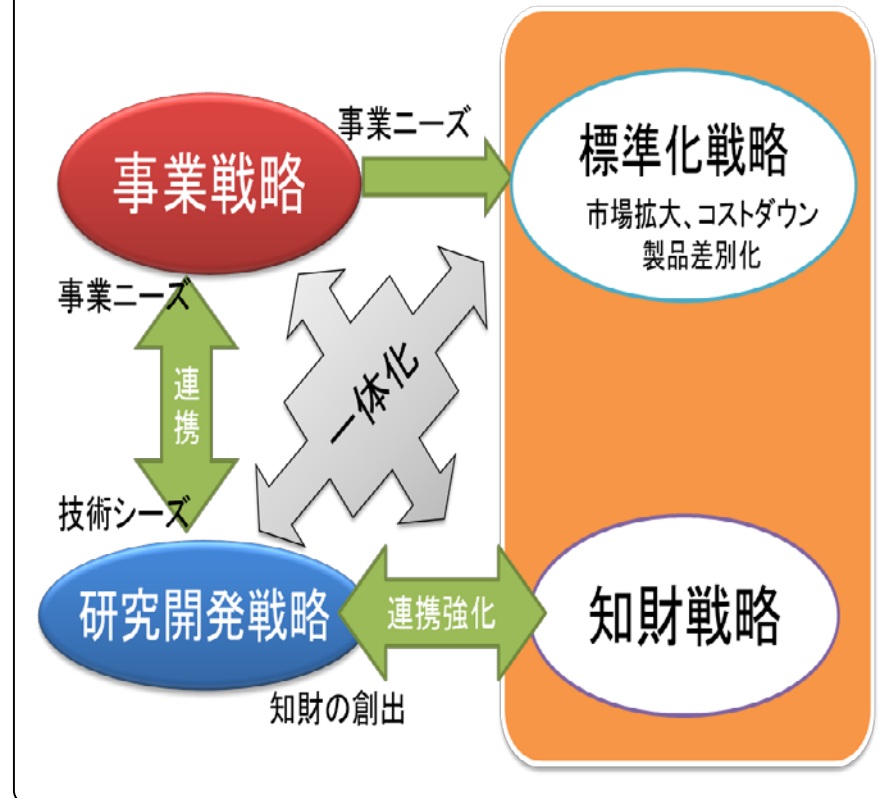 事業ニーズ
事業戦略
標準化戦略
市場拡大、コストダウン
製品差別化
事業ニーズ
連携
一体化
技術シーズ
研究開発戦略
連携強化
知財戦略
知財の創出